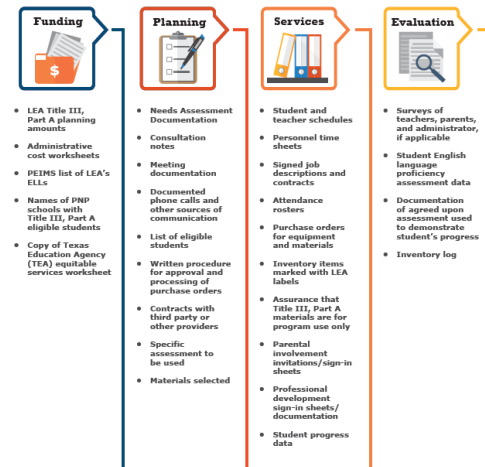 Funding
LEA Title III,
Part A planning
amounts
Administrative
cost worksheets
PEIMS list of LEA's
ELLs
Names of PNP
schools with
Title III, Part A
eligible students
Copy of Texas
Education Agency
(TEA) equitable
services worksheet
Planning
Needs Assessment
Documentation
Consultation
notes
Meeting
documentation
Documented
phone calls and
other sources of
communication
List of eligible
students
Written procedure
for approval and
processing of
purchase orders
Contracts with
third party or
other providers
Specific
assessment to
be used
Materials selected
Services
Student and
teacher schedules
Personnel time
sheets
Signed job
descriptions and
contracts
Attendance
rosters
Purchase orders
for equipment
and materials
Inventory items
marked with LEA
labels
Assurance that
Title III, Part A
materials are for
program use only
Parental
involvement
invitations/sign-in
sheets
Professional
development
sign-in sheets/
documentation
Student progress
data
Evaluation
Surveys of
teachers, parents,
and administrator,
if applicable
Student English
language
proficiency
assessment data
Documentation
of agreed upon
assessment used
to demonstrate
student's progress
Inventory log